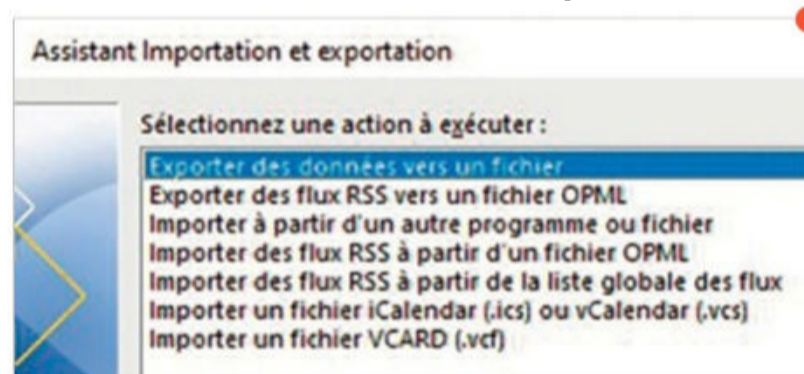 Assistant Importation et exportation
Sélectionnez une action à exécuter :
Exporter des données vers un fichier
Exporter des flux RSS vers un fichier OPML
Importer à partir d'un autre programme ou fichier
Importer des flux RSS à partir d'un fichier OPML
Importer des flux RSS à partir de la liste globale des flux
Importer un fichier iCalendar (.ics) ou vCalendar (.vcs)
Importer un fichier VCARD (.vcf)